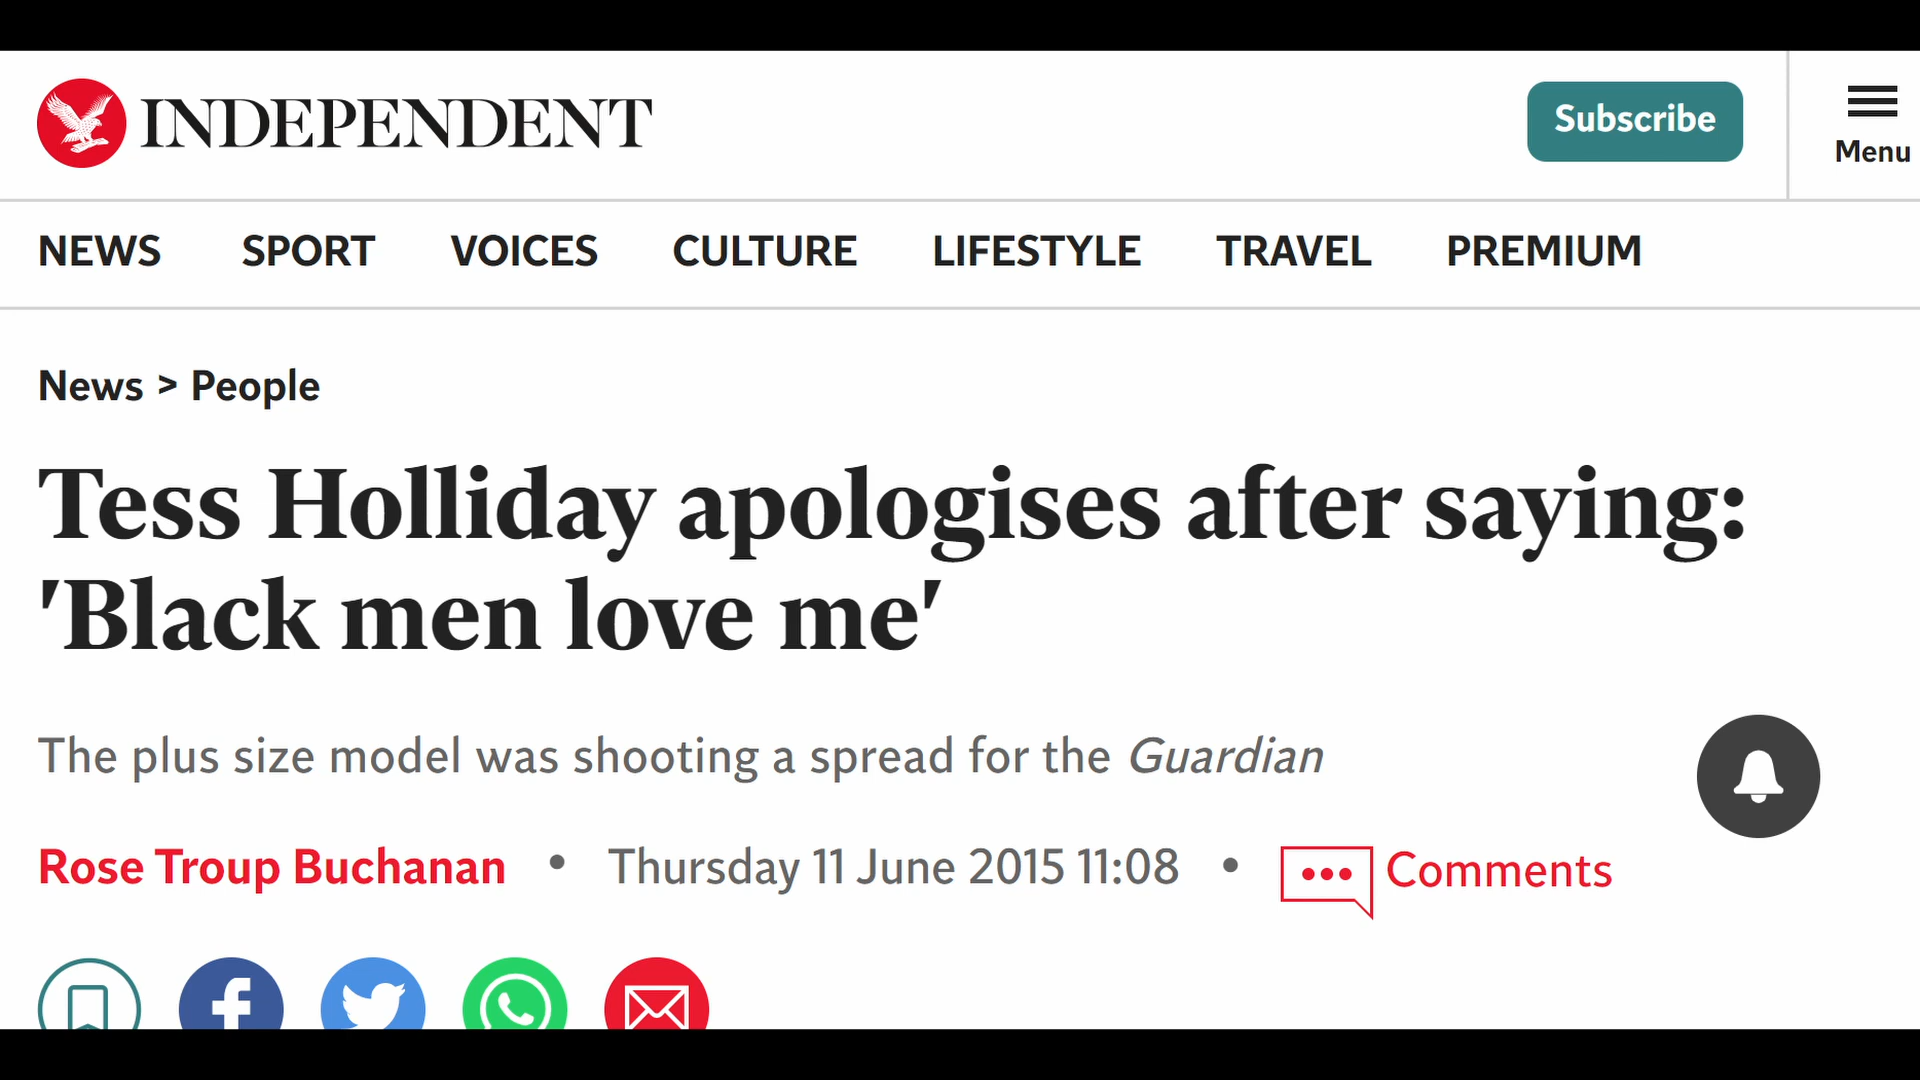 INDEPENDENT
Subscribe
Menu
NEWS SPORT VOICES CULTURE LIFESTYLE TRAVEL PREMIUM
News > People
Tess Holliday apologises after saying:
'Black men love me'
The plus size model was shooting a spread for the Guardian
Rose Troup Buchanan • Thursday 11 June 2015 11:08 • Comments